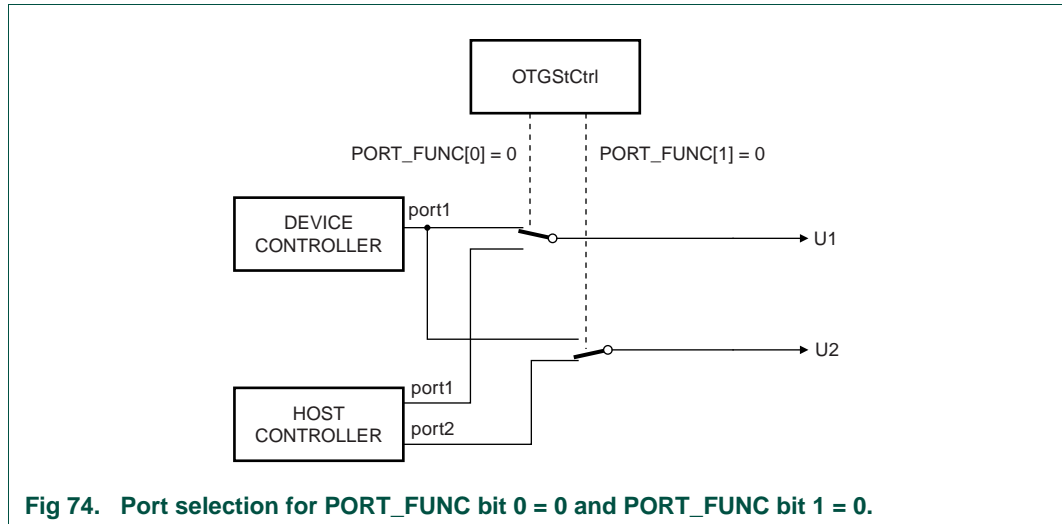 OTGStCtrl
PORT_FUNC[0] = 0
PORT_FUNC[1] = 0
DEVICE
CONTROLLER
port1
U1
U2
HOST
CONTROLLER
port1
port2
Fig 74. Port selection for PORT_FUNC bit 0 = 0 and PORT_FUNC bit 1 = 0.